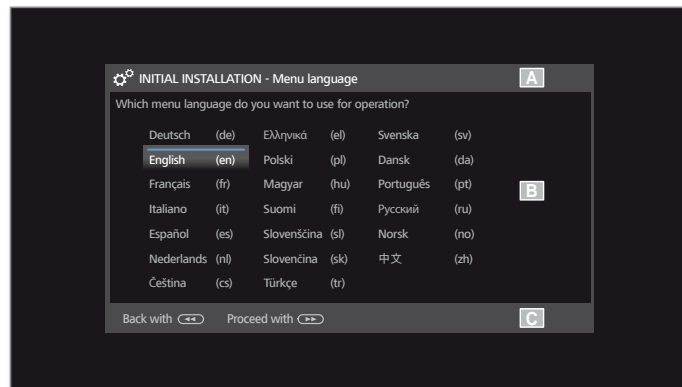 INITIAL INSTALLATION - Menu language A
Which menu language do you want to use for operation?
Deutsch (de) Ελληνικά (el) Svenska (sv)
English (en) Polski (pl) Dansk (da)
Français (fr) Magyar (hu) Português (pt) B
Italiano (it) Suomi (fi) Русский (ru)
Español (es) Slovenščina (sl) Norsk (no)
Nederlands (nl) Slovenčina (sk) 中文 (zh)
Čeština (cs) Türkçe (tr)
Back with Proceed with C